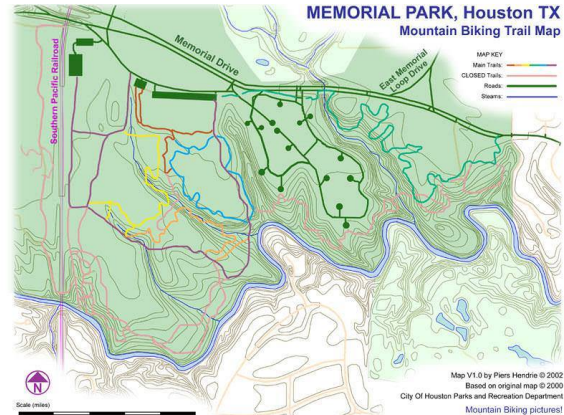 MEMORIAL PARK, Houston TX
Mountain Biking Trail Map
MAP KEY
Main Trails:
CLOSED Trails:
Roads:
Steams:
Southern Pacific Railroad
Memorial Drive
East Memorial
Loop Drive
N
Scale (miles)
Map V1.0 by Piers Hendrie © 2002
Based on original map © 2000
City Of Houston Parks and Recreation Department
Mountain Biking pictures!